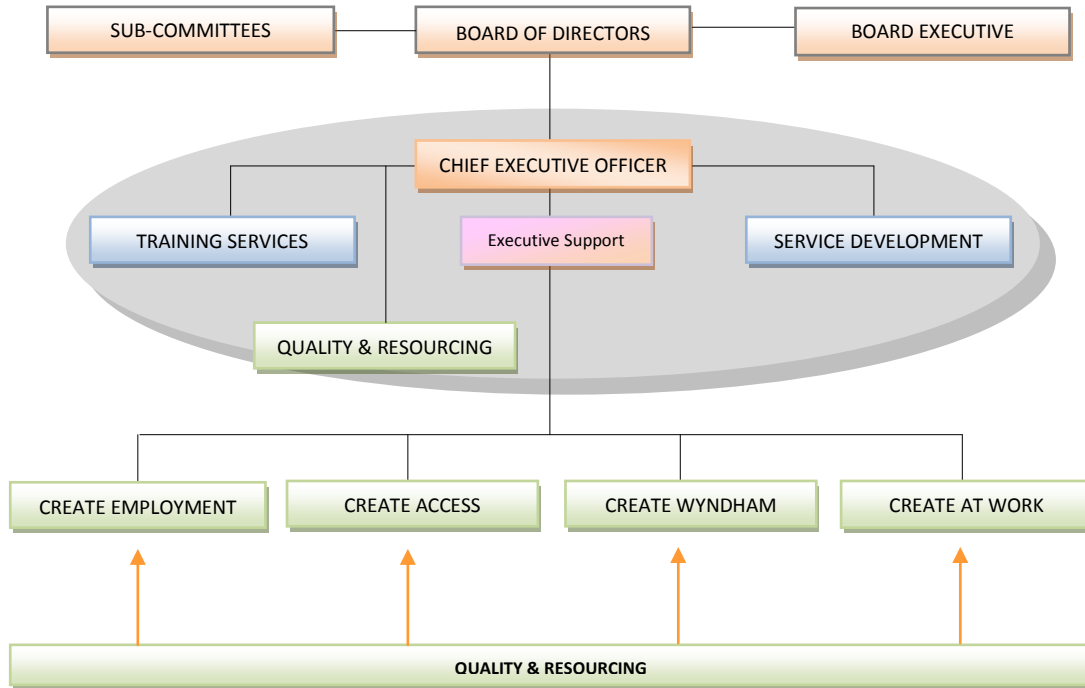 SUB-COMMITTEES
BOARD OF DIRECTORS
BOARD EXECUTIVE
CHIEF EXECUTIVE OFFICER
TRAINING SERVICES
Executive Support
SERVICE DEVELOPMENT
QUALITY & RESOURCING
CREATE EMPLOYMENT
CREATE ACCESS
CREATE WYNDHAM
CREATE AT WORK
QUALITY & RESOURCING